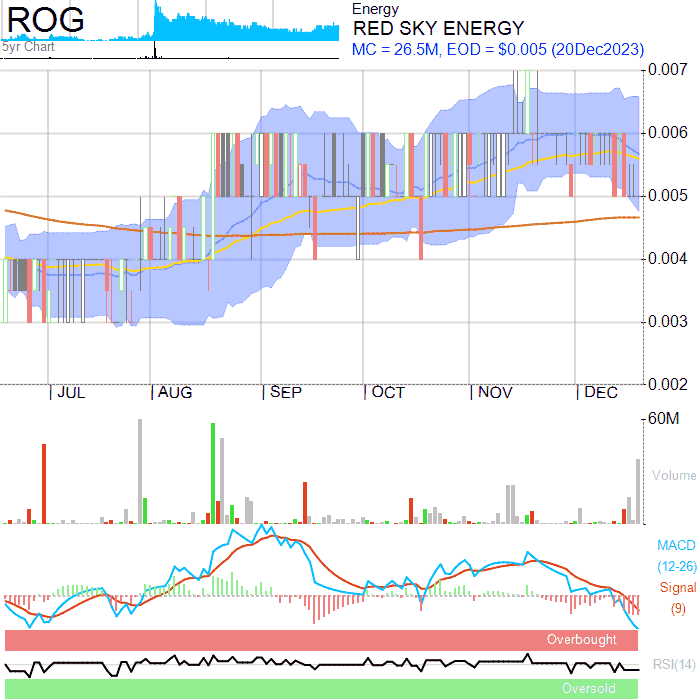 ROG
5yr Chart
Energy
RED SKY ENERGY
MC = 26.5M, EOD = $0.005 (20Dec2023)
0.007
0.006
0.005
0.004
0.003
0.002
JUL AUG SEP OCT NOV DEC
60M
Volume
MACD
(12-26)
Signal
(9)
Overbought
RSI(14)
Oversold